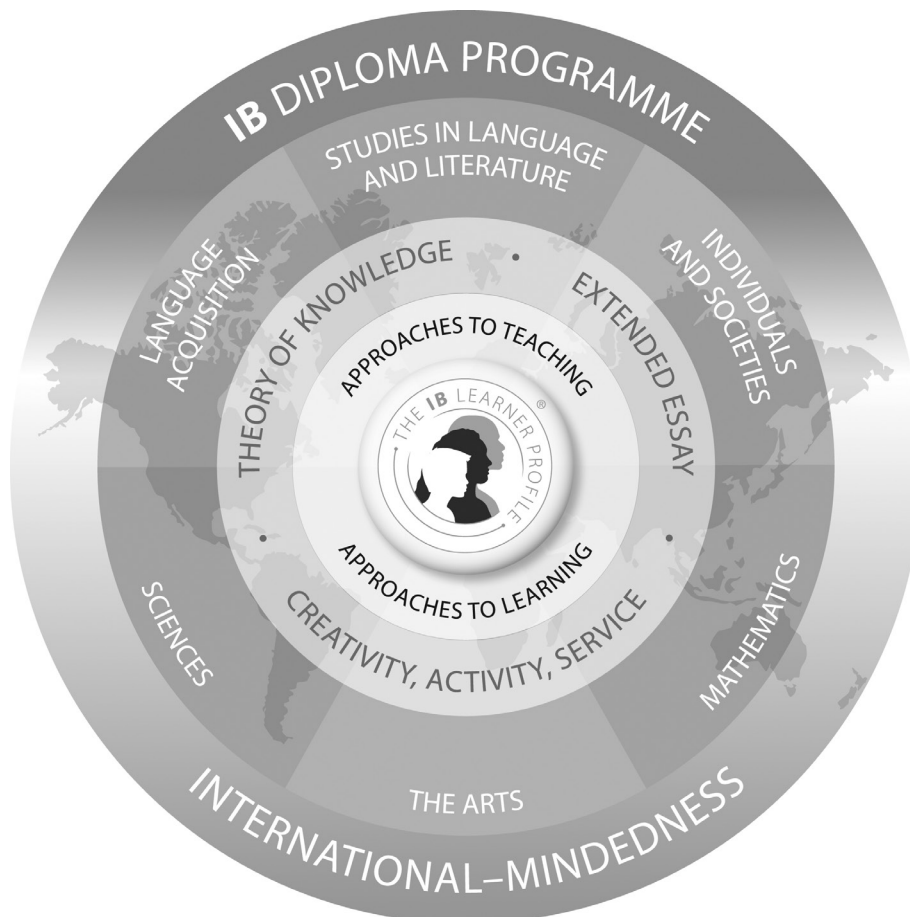 IB DIPLOMA PROGRAMME
STUDIES IN LANGUAGE
AND LITERATURE
LANGUAGE
ACQUISITION
INDIVIDUALS
AND SOCIETIES
THEORY OF KNOWLEDGE
EXTENDED ESSAY
APPROACHES TO TEACHING
THE IB LEARNER PROFILE
®
APPROACHES TO LEARNING
CREATIVITY, ACTIVITY, SERVICE
SCIENCES
MATHEMATICS
THE ARTS
INTERNATIONAL–MINDEDNESS